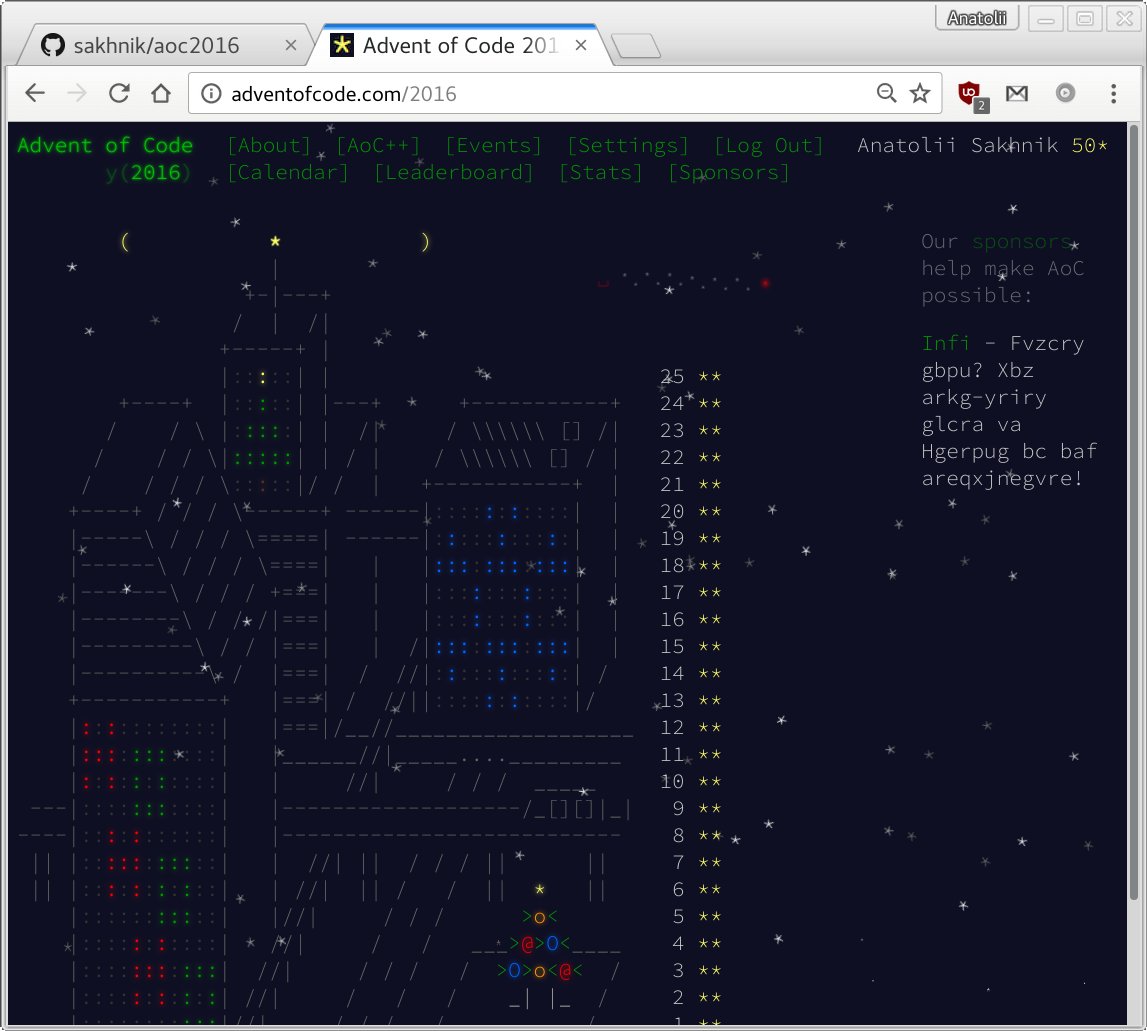 Anatolii
sakhnik/aoc2016
Advent of Code 201
adventofcode.com/2016
2
Advent of Code [About] [AoC++] [Events] [Settings] [Log Out] Anatolii Sakhnik 50*
y(2016) [Calendar] [Leaderboard] [Stats] [Sponsors]
Our sponsors
help make AoC
possible:
Infi - Fvzcry
gbpu? Xbz
arkg-yriry
glcra va
Hgerpug bc baf
areqxjnegvre!
25 **
24 **
23 **
22 **
21 **
20 **
19 **
18 **
17 **
16 **
15 **
14 **
13 **
12 **
11 **
10 **
9 **
8 **
7 **
6 **
5 **
4 **
3 **
2 **
1 **